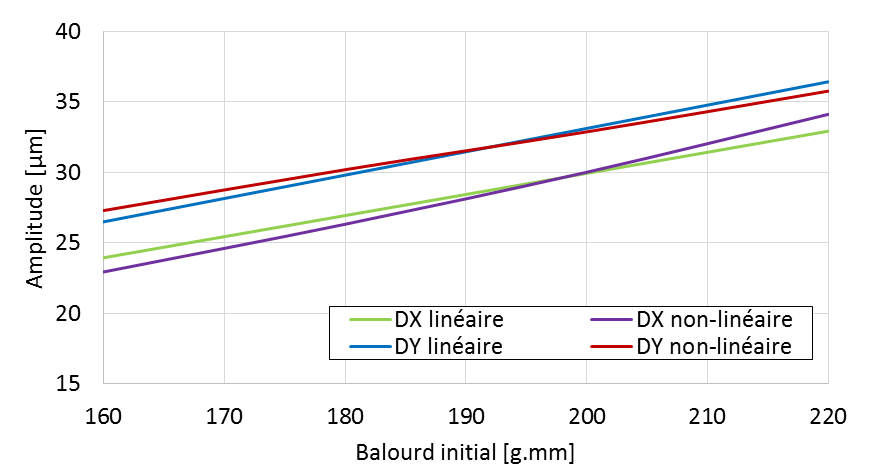 40
35
30
25
20
15
Amplitude [µm]
DX linéaire DX non-linéaire
DY linéaire DY non-linéaire
160 170 180 190 200 210 220
Balourd initial [g.mm]